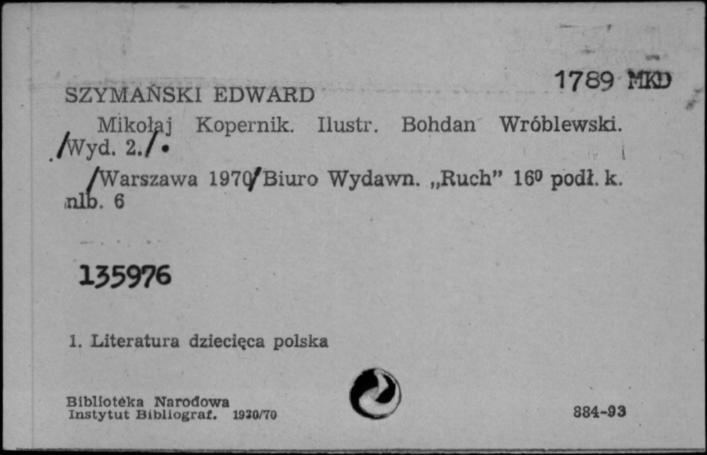 1789 MKD
SZYMAŃSKI EDWARD
Mikołaj Kopernik. Ilustr. Bohdan Wróblewski.
/Wyd. 2./.
/Warszawa 1970/Biuro Wydawn. „Ruch” 16⁰ podł. k.
nlb. 6
135976
1. Literatura dziecięca polska
Biblioteka Narodowa
Instytut Bibliograf. 1930/70
884-93